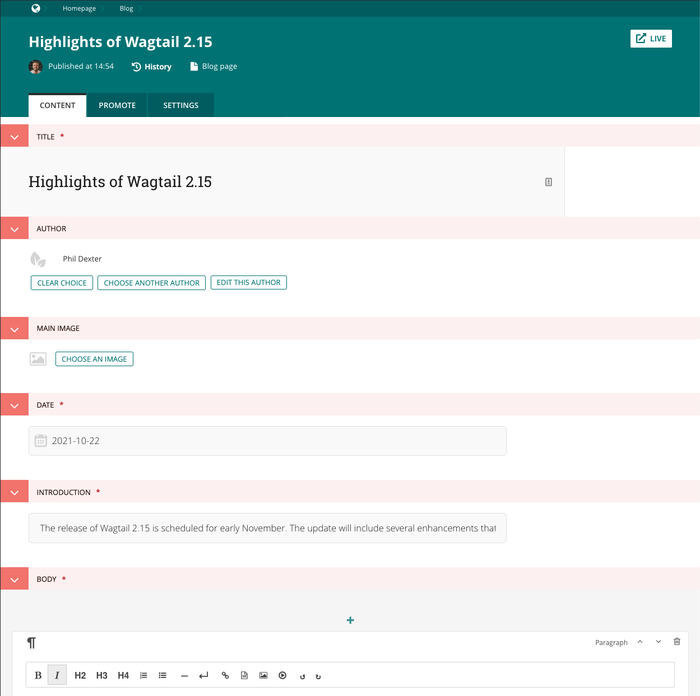 Homepage Blog
Highlights of Wagtail 2.15
LIVE
Published at 14:54 History Blog page
CONTENT PROMOTE SETTINGS
TITLE *
Highlights of Wagtail 2.15
AUTHOR
Phil Dexter
CLEAR CHOICE CHOOSE ANOTHER AUTHOR EDIT THIS AUTHOR
MAIN IMAGE
CHOOSE AN IMAGE
DATE *
2021-10-22
INTRODUCTION *
The release of Wagtail 2.15 is scheduled for early November. The update will include several enhancements that
BODY *
+
¶ Paragraph
B I H2 H3 H4